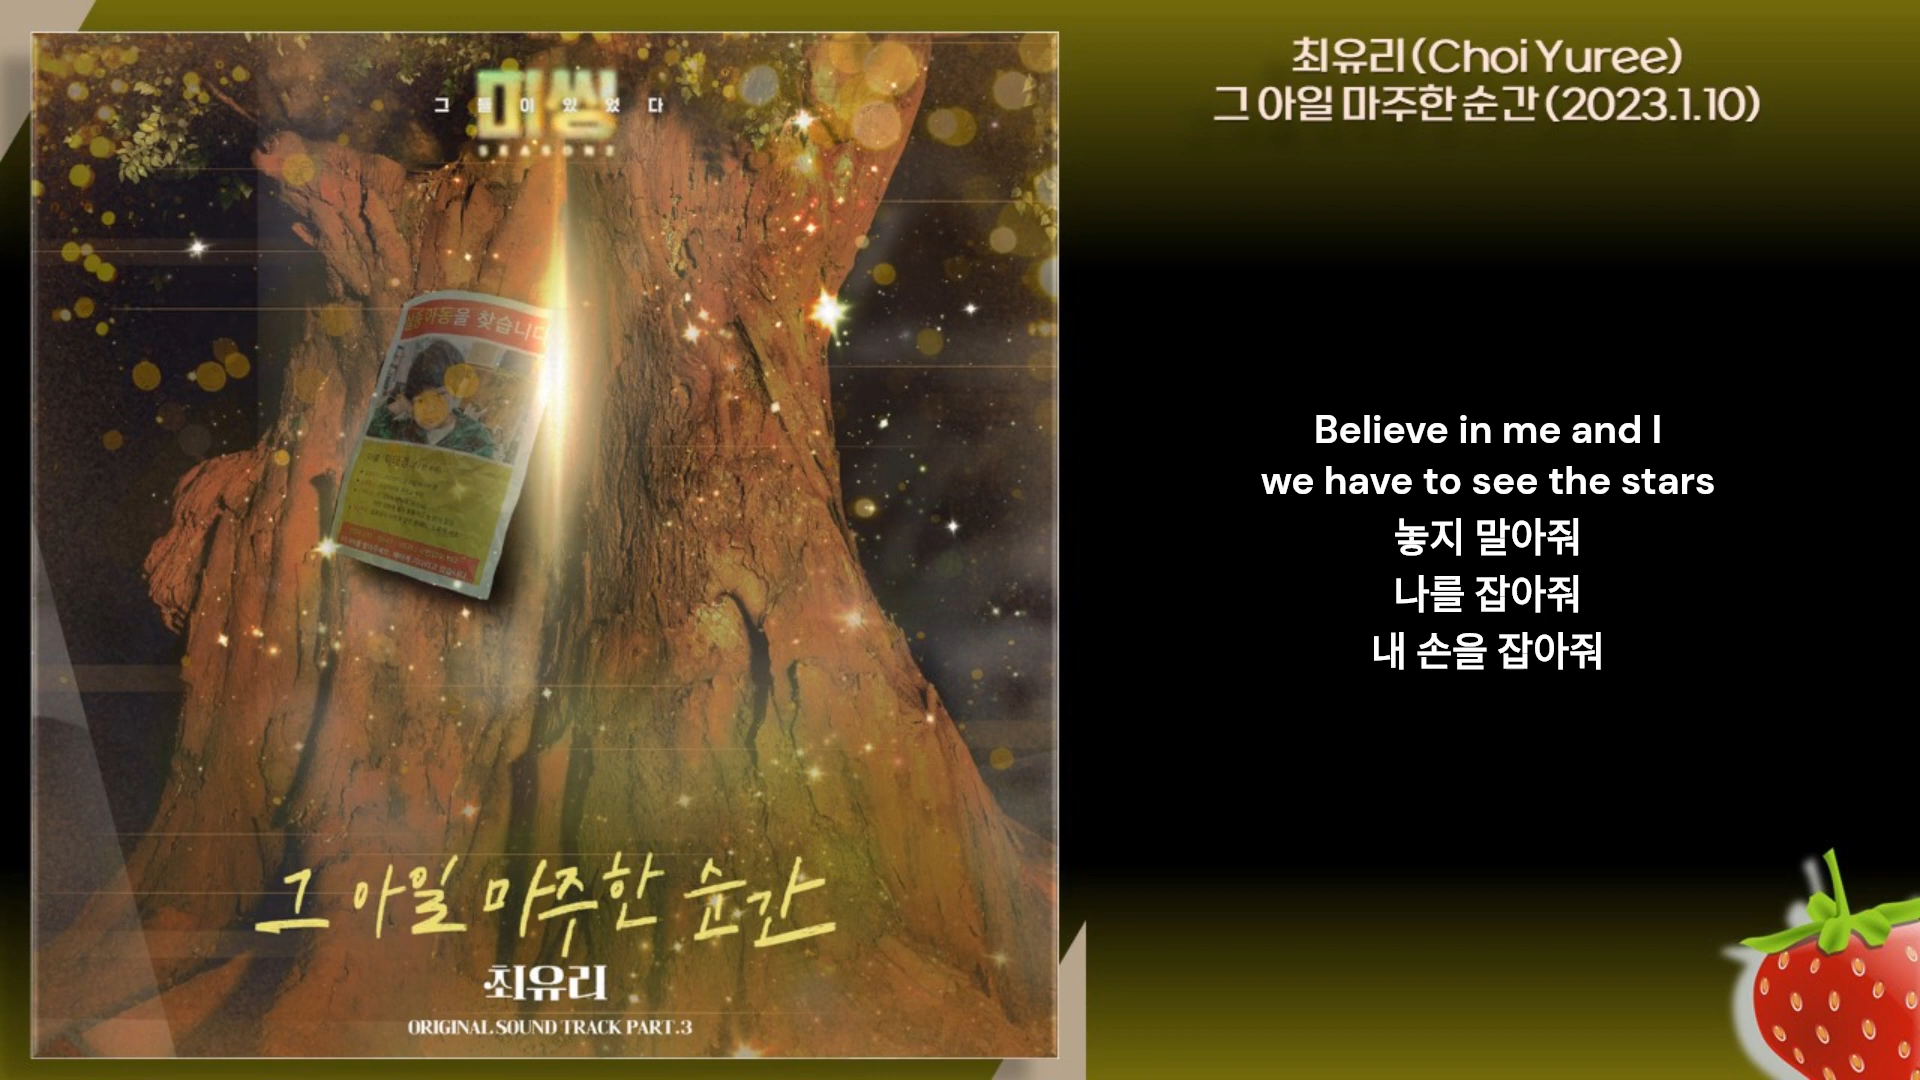 미씽
그들이 있었다
SEASON2
실종아동을 찾습니다
그 아일 마주한 순간
최유리
ORIGINAL SOUND TRACK PART.3
최유리(Choi Yuree)
그 아일 마주한 순간(2023.1.10)
Believe in me and I
we have to see the stars
놓지 말아줘
나를 잡아줘
내 손을 잡아줘